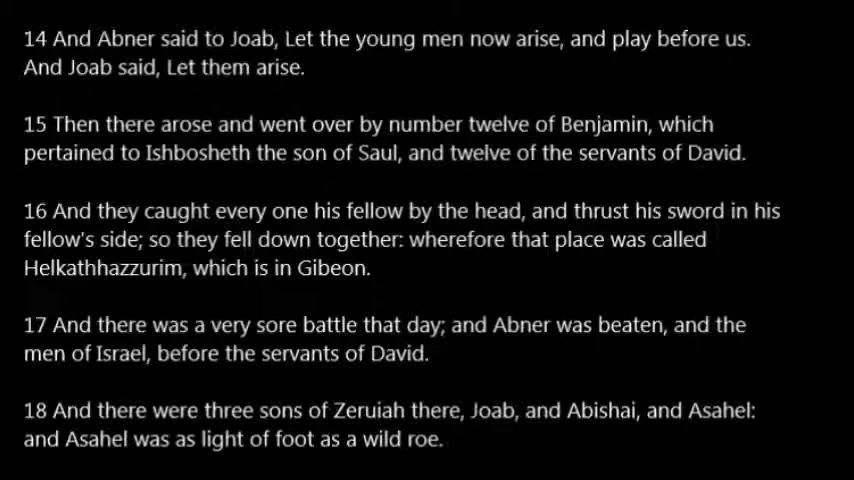 14 And Abner said to Joab, Let the young men now arise, and play before us.
And Joab said, Let them arise.
15 Then there arose and went over by number twelve of Benjamin, which
pertained to Ishbosheth the son of Saul, and twelve of the servants of David.
16 And they caught every one his fellow by the head, and thrust his sword in his
fellow's side; so they fell down together: wherefore that place was called
Helkathhazzurim, which is in Gibeon.
17 And there was a very sore battle that day; and Abner was beaten, and the
men of Israel, before the servants of David.
18 And there were three sons of Zeruiah there, Joab, and Abishai, and Asahel:
and Asahel was as light of foot as a wild roe.